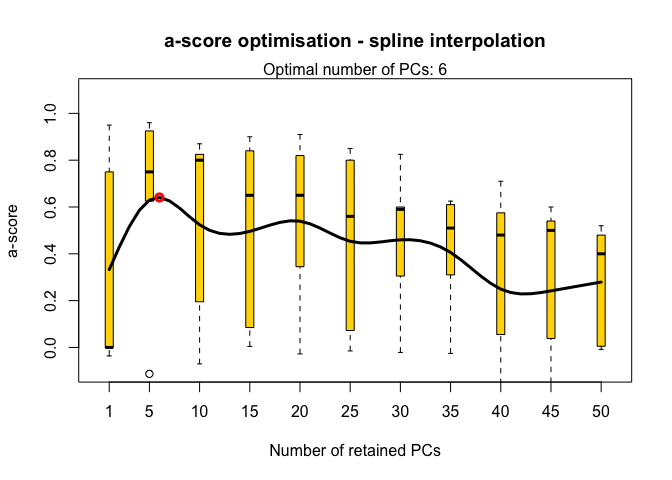 a-score optimisation - spline interpolation
Optimal number of PCs: 6
a-score
1.0
0.8
0.6
0.4
0.2
0.0
1 5 10 15 20 25 30 35 40 45 50
Number of retained PCs